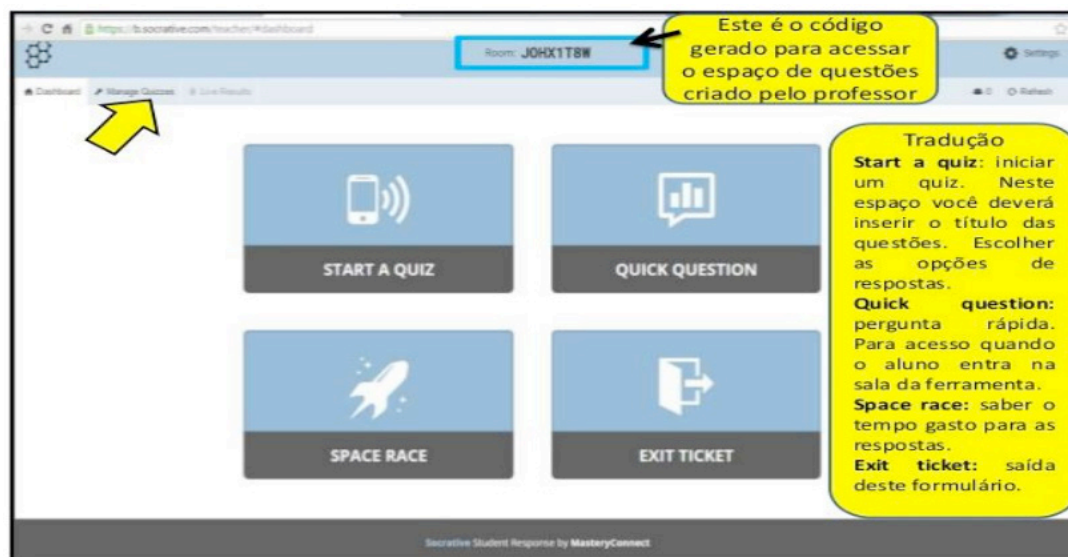 https://b.socrative.com/teacher/#dashboard
Room: JOHX1T8W
Settings
Dashboard Manage Quizzes Live Results
0 Refresh
Este é o código
gerado para acessar
o espaço de questões
criado pelo professor
START A QUIZ
QUICK QUESTION
SPACE RACE
EXIT TICKET
Tradução
Start a quiz: iniciar
um quiz. Neste
espaço você deverá
inserir o título das
questões. Escolher
as opções de
respostas.
Quick question:
pergunta rápida.
Para acesso quando
o aluno entra na
sala da ferramenta.
Space race: saber o
tempo gasto para as
respostas.
Exit ticket: saída
deste formulário.
Socrative Student Response by MasteryConnect